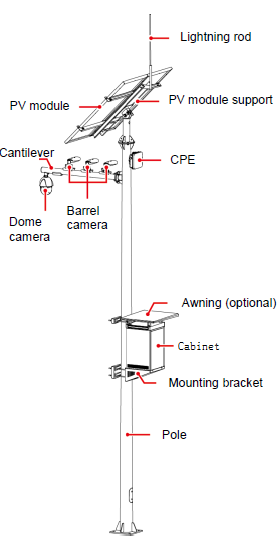 Lightning rod
PV module
PV module support
Cantilever
CPE
Dome
camera
Barrel
camera
Awning (optional)
Cabinet
Mounting bracket
Pole